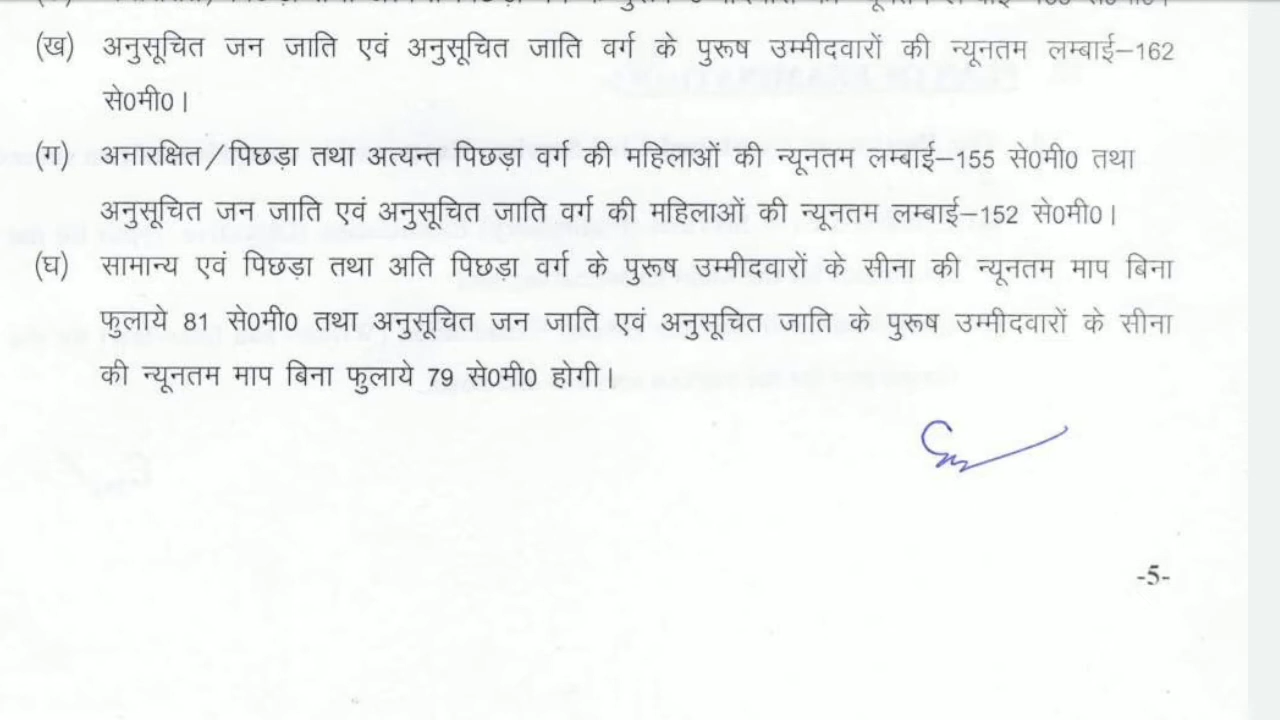 (ख) अनुसूचित जन जाति एवं अनुसूचित जाति वर्ग के पुरूष उम्मीदवारों की न्यूनतम लम्बाई–162
से0मी0।
(ग) अनारक्षित/पिछड़ा तथा अत्यन्त पिछड़ा वर्ग की महिलाओं की न्यूनतम लम्बाई–155 से0मी0 तथा
अनुसूचित जन जाति एवं अनुसूचित जाति वर्ग की महिलाओं की न्यूनतम लम्बाई–152 से0मी0।
(घ) सामान्य एवं पिछड़ा तथा अति पिछड़ा वर्ग के पुरूष उम्मीदवारों के सीना की न्यूनतम माप बिना
फुलाये 81 से0मी0 तथा अनुसूचित जन जाति एवं अनुसूचित जाति के पुरूष उम्मीदवारों के सीना
की न्यूनतम माप बिना फुलाये 79 से0मी0 होगी।
-5-